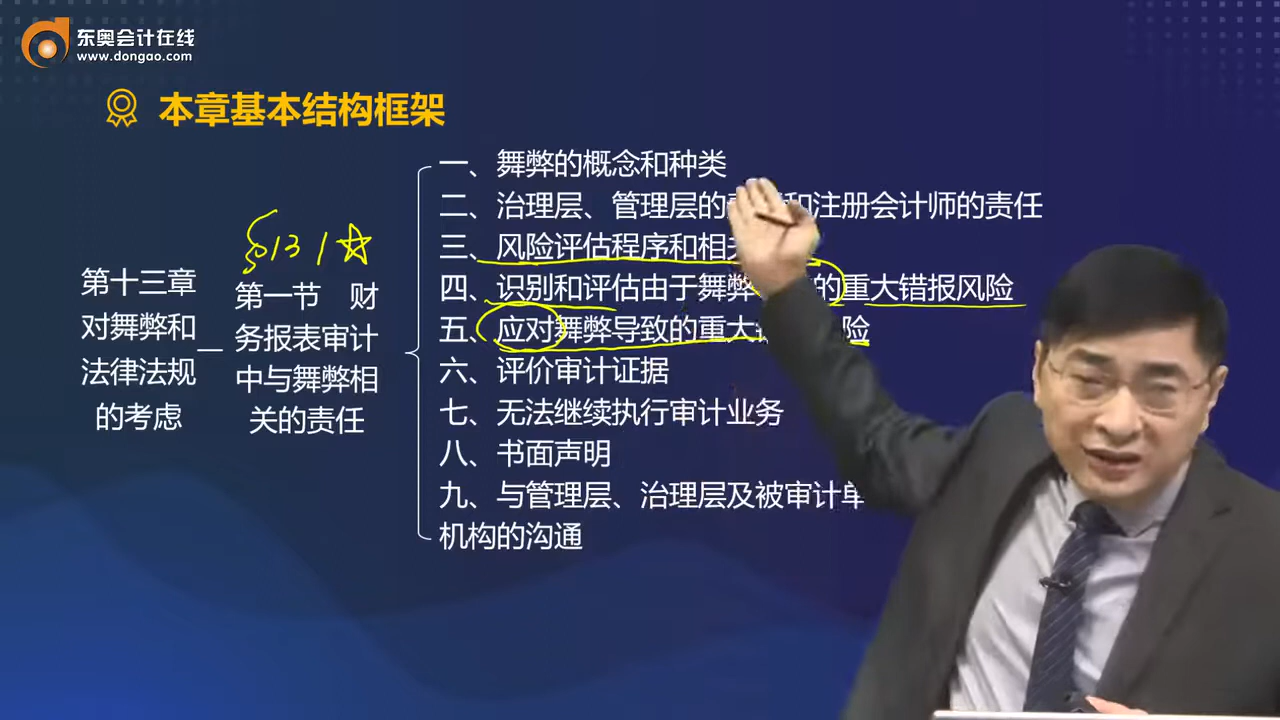 东奥会计在线
www.dongao.com
本章基本结构框架
第十三章
对舞弊和
法律法规
的考虑
§13 1 ☆
第一节 财
务报表审计
中与舞弊相
关的责任
一、舞弊的概念和种类
二、治理层、管理层的 和注册会计师的责任
三、风险评估程序和相
四、识别和评估由于舞弊 的重大错报风险
五、应对舞弊导致的重大 险
六、评价审计证据
七、无法继续执行审计业务
八、书面声明
九、与管理层、治理层及被审计单
机构的沟通